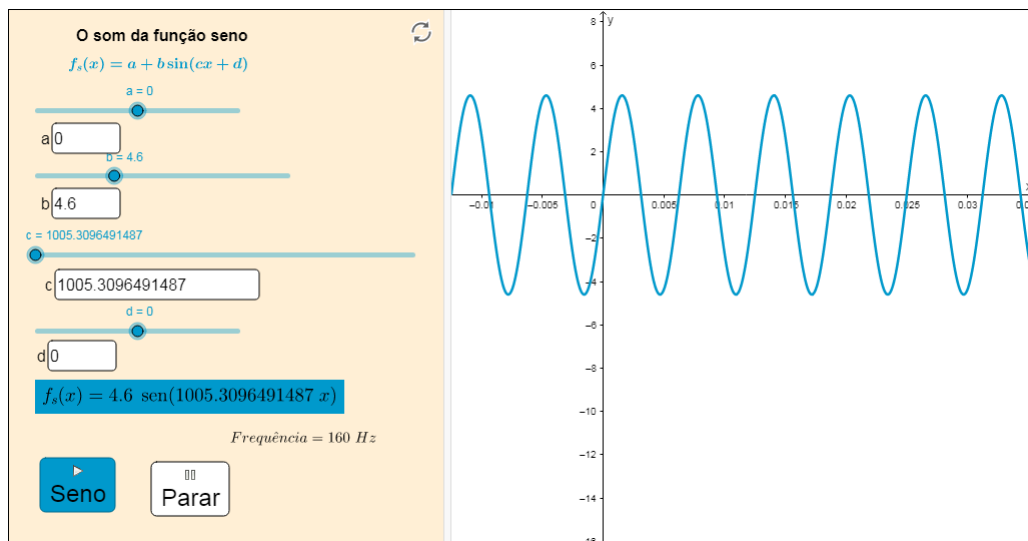 O som da função seno
fₛ(x) = a + b sin(cx + d)
a = 0
a 0
b = 4.6
b 4.6
c = 1005.3096491487
c 1005.3096491487
d = 0
d 0
fₛ(x) = 4.6 sen(1005.3096491487 x)
Frequência = 160 Hz
Seno
Parar
8 y
6
4
2
−0.01 −0.005 0 0.005 0.01 0.015 0.02 0.025 0.03
−2
−4
−6
−8
−10
−12
−14